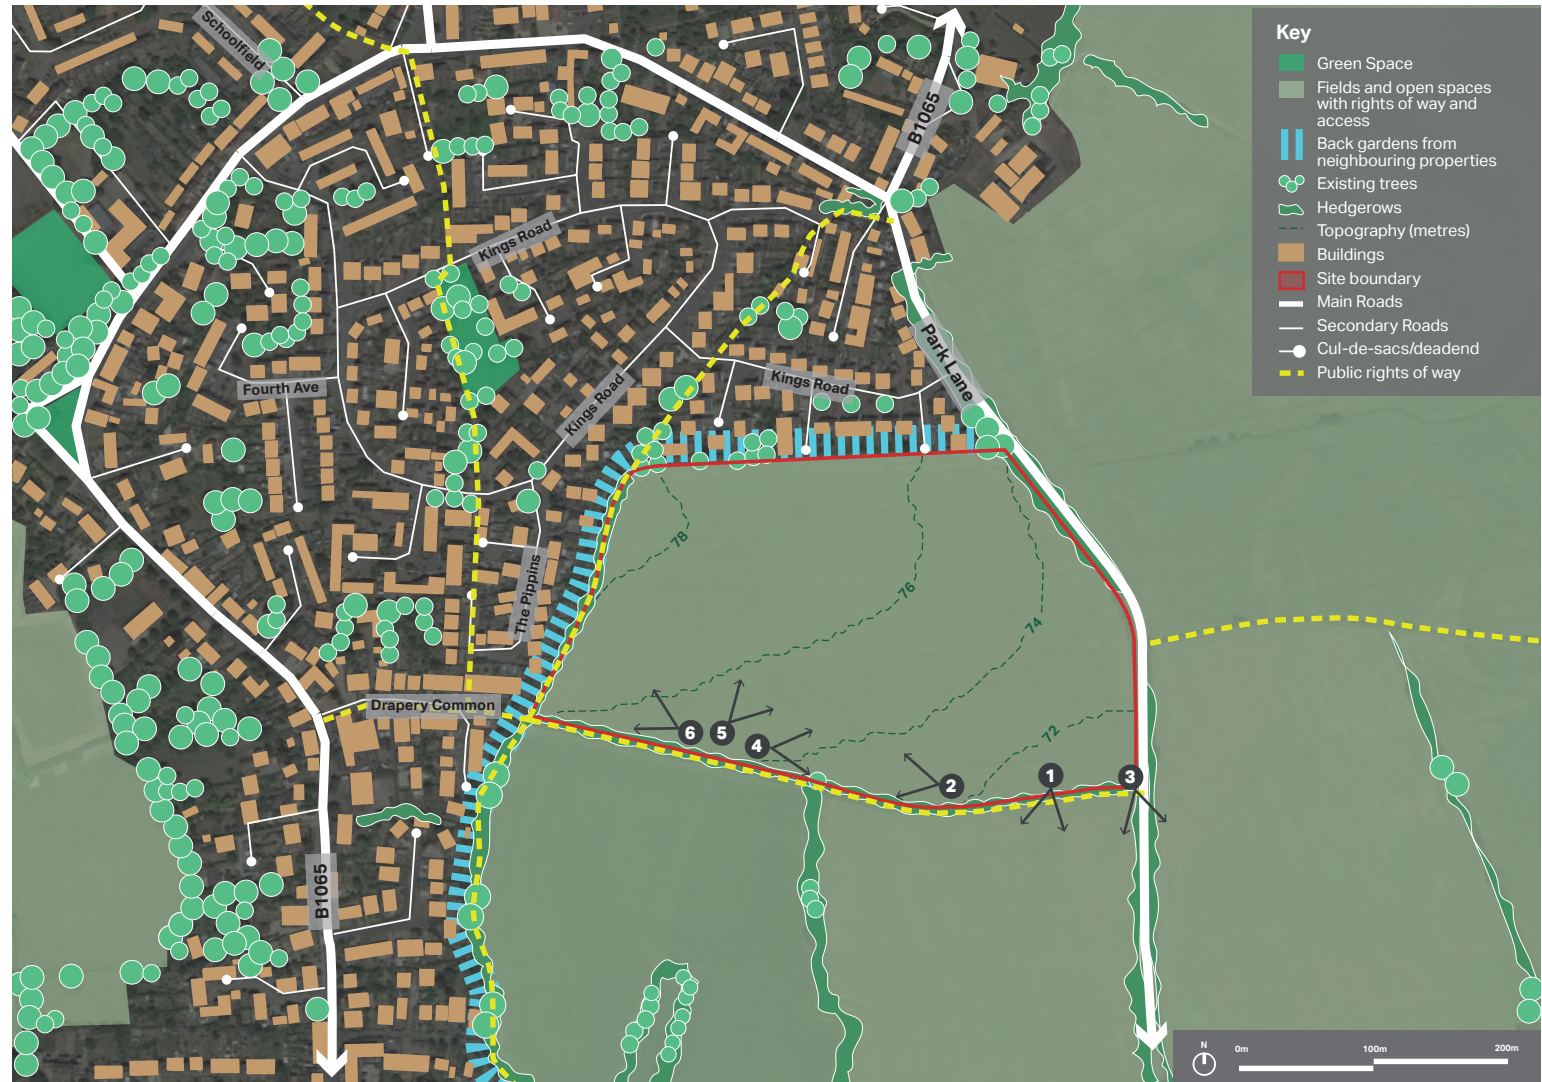 Schoolfield
B1065
Key
Green Space
Fields and open spaces
with rights of way and
access
Back gardens from
neighbouring properties
Existing trees
Hedgerows
Topography (metres)
Buildings
Site boundary
Main Roads
Secondary Roads
Cul-de-sacs/deadend
Public rights of way
Kings Road
Park Lane
Fourth Ave
Kings Road
Kings Road
78
The Pippins
76
74
Drapery Common
72
6
5
4
2
1
3
B1065
N
0m
100m
200m